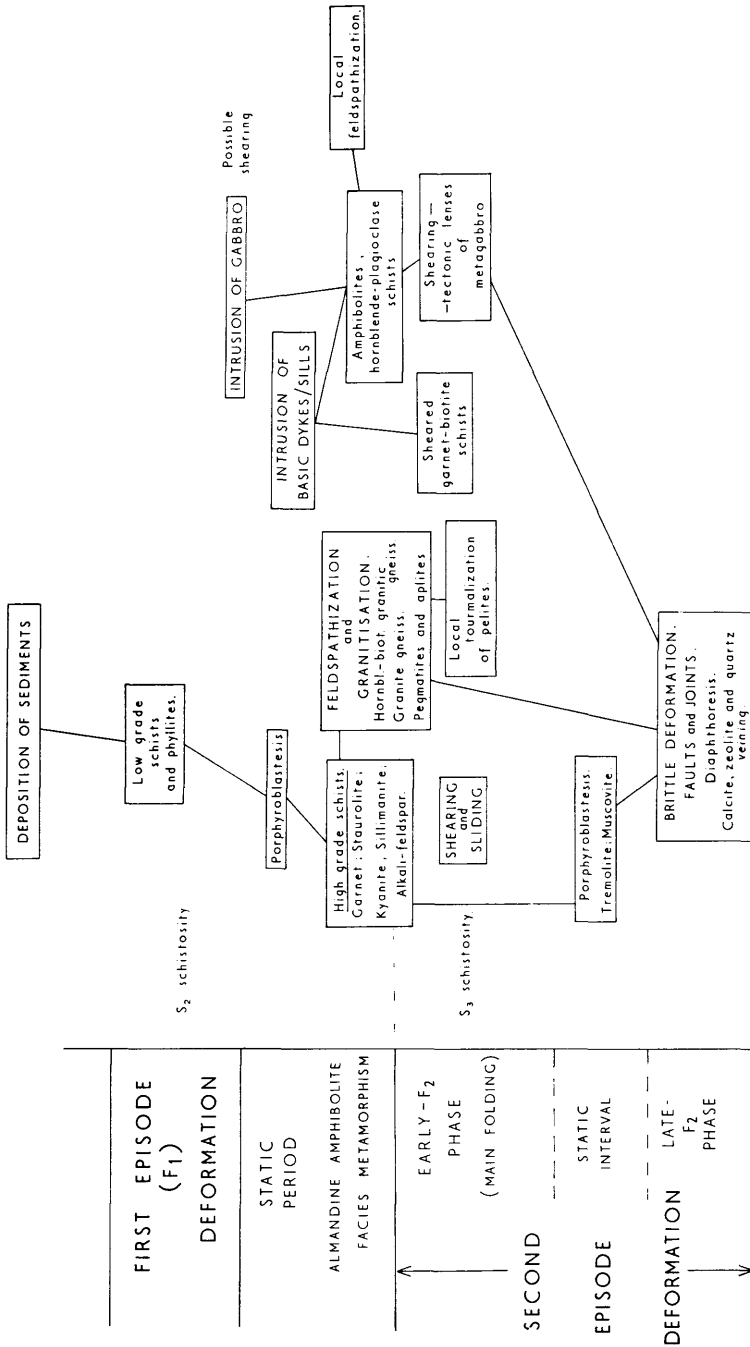 DEPOSITION OF SEDIMENTS
FIRST EPISODE
(F1)
DEFORMATION
S2 schistosity
Low grade
schists
and phyllites.
INTRUSION OF GABBRO
Possible
shearing
STATIC
PERIOD
Porphyroblastesis
INTRUSION OF
BASIC DYKES/SILLS
ALMANDINE AMPHIBOLITE
FACIES METAMORPHISM
High grade schists.
Garnet; Staurolite;
Kyanite, Sillimanite,
Alkali-feldspar.
FELDSPATHIZATION
and
GRANITISATION.
Hornbl.-biot. granitic
gneiss.
Granite gneiss.
Pegmatites and aplites
Amphibolites,
hornblende-plagioclase
schists
Local
feldspathization.
EARLY-F2
PHASE
(MAIN FOLDING)
S3 schistosity.
SHEARING
and
SLIDING
Local
tourmalization
of pelites.
Sheared
garnet-biotite
schists
Shearing—
—tectonic lenses
of
metagabbro
SECOND
EPISODE
DEFORMATION
STATIC
INTERVAL
Porphyroblastesis.
Tremolite; Muscovite.
LATE-
F2
PHASE
BRITTLE DEFORMATION.
FAULTS and JOINTS.
Diaphthoresis.
Calcite, zeolite and quartz
veining.